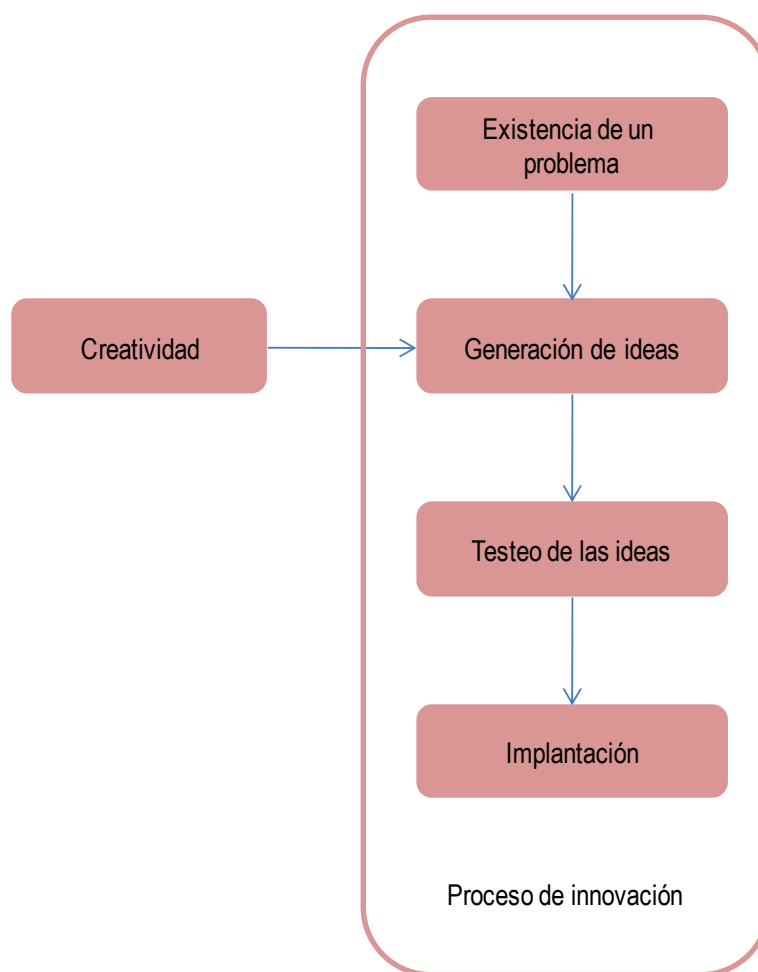 Existencia de un
problema
Creatividad
Generación de ideas
Testeo de las ideas
Implantación
Proceso de innovación